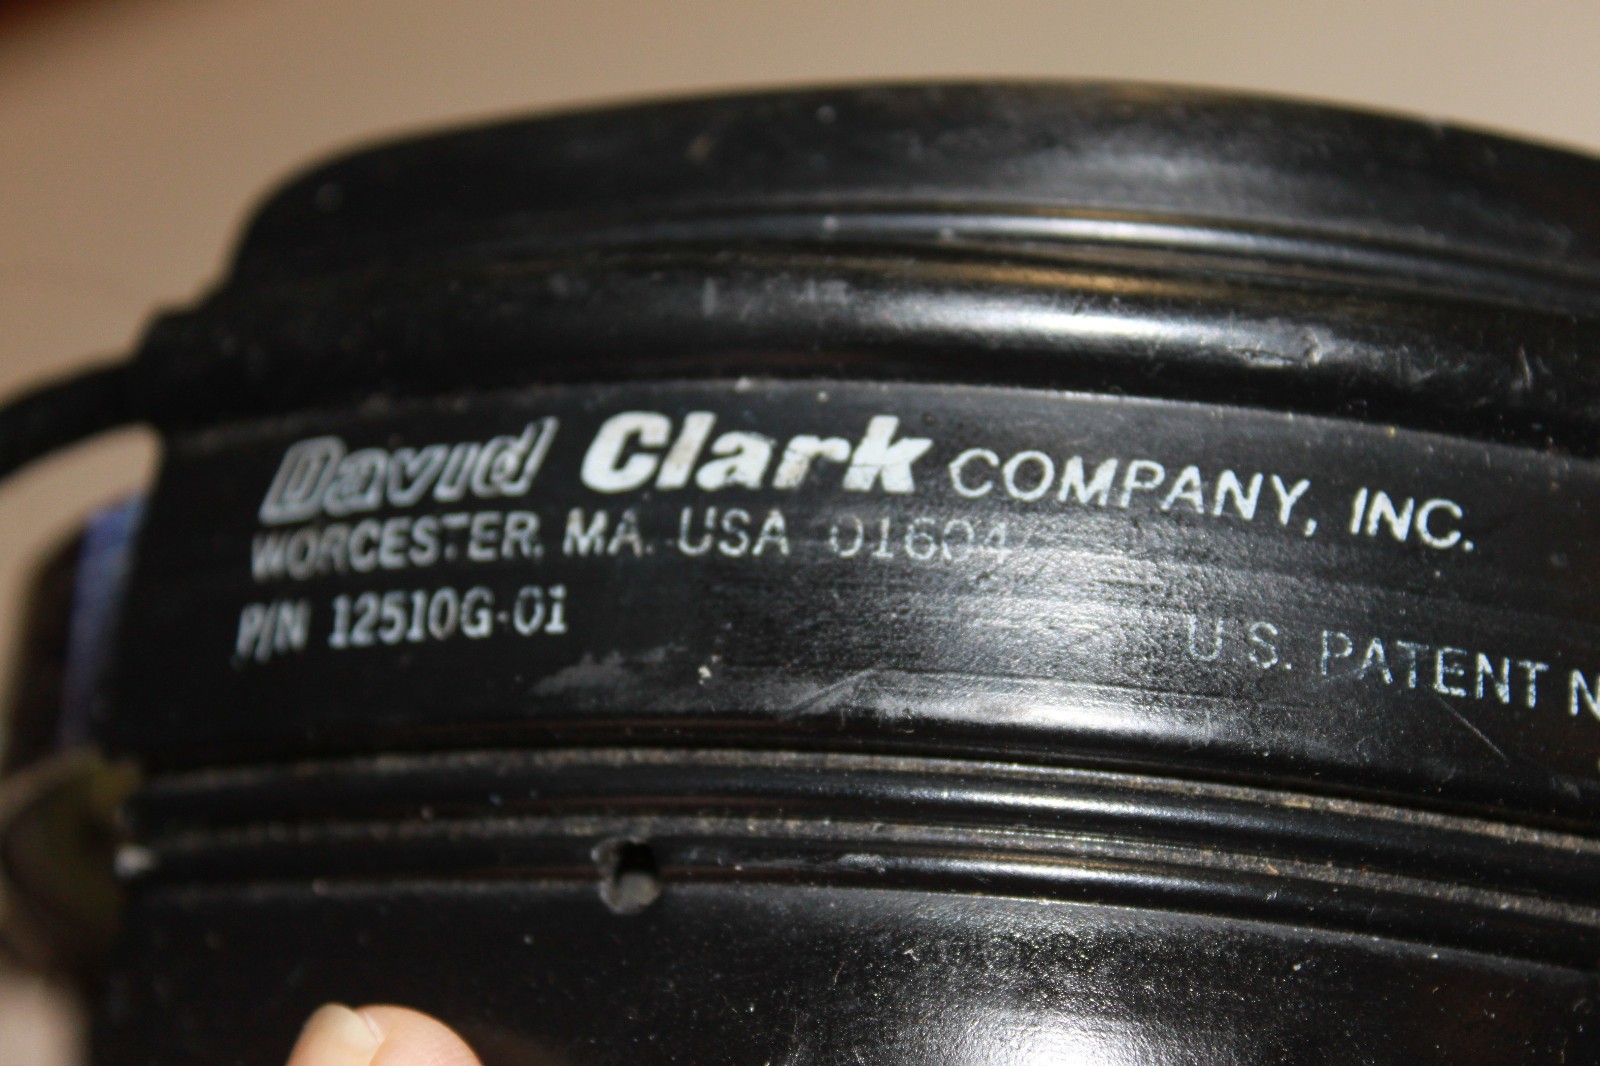 David Clark COMPANY, INC.
WORCESTER, MA. USA 01604
P/N 12510G-01
U.S. PATENT N